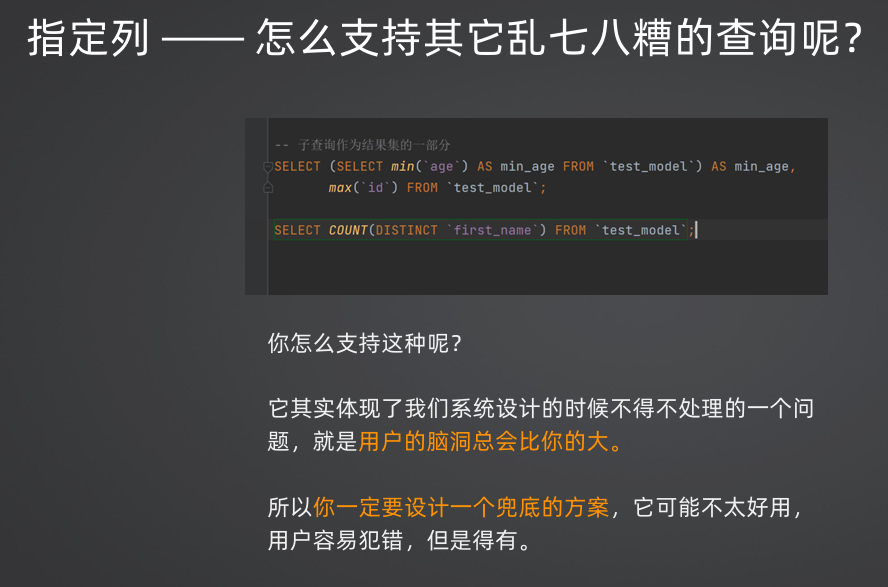 指定列 —— 怎么支持其它乱七八糟的查询呢？
-- 子查询作为结果集的一部分
SELECT (SELECT min(`age`) AS min_age FROM `test_model`) AS min_age,
max(`id`) FROM `test_model`;
SELECT COUNT(DISTINCT `first_name`) FROM `test_model`;
你怎么支持这种呢？
它其实体现了我们系统设计的时候不得不处理的一个问
题，就是用户的脑洞总会比你的大。
所以你一定要设计一个兜底的方案，它可能不太好用，
用户容易犯错，但是得有。